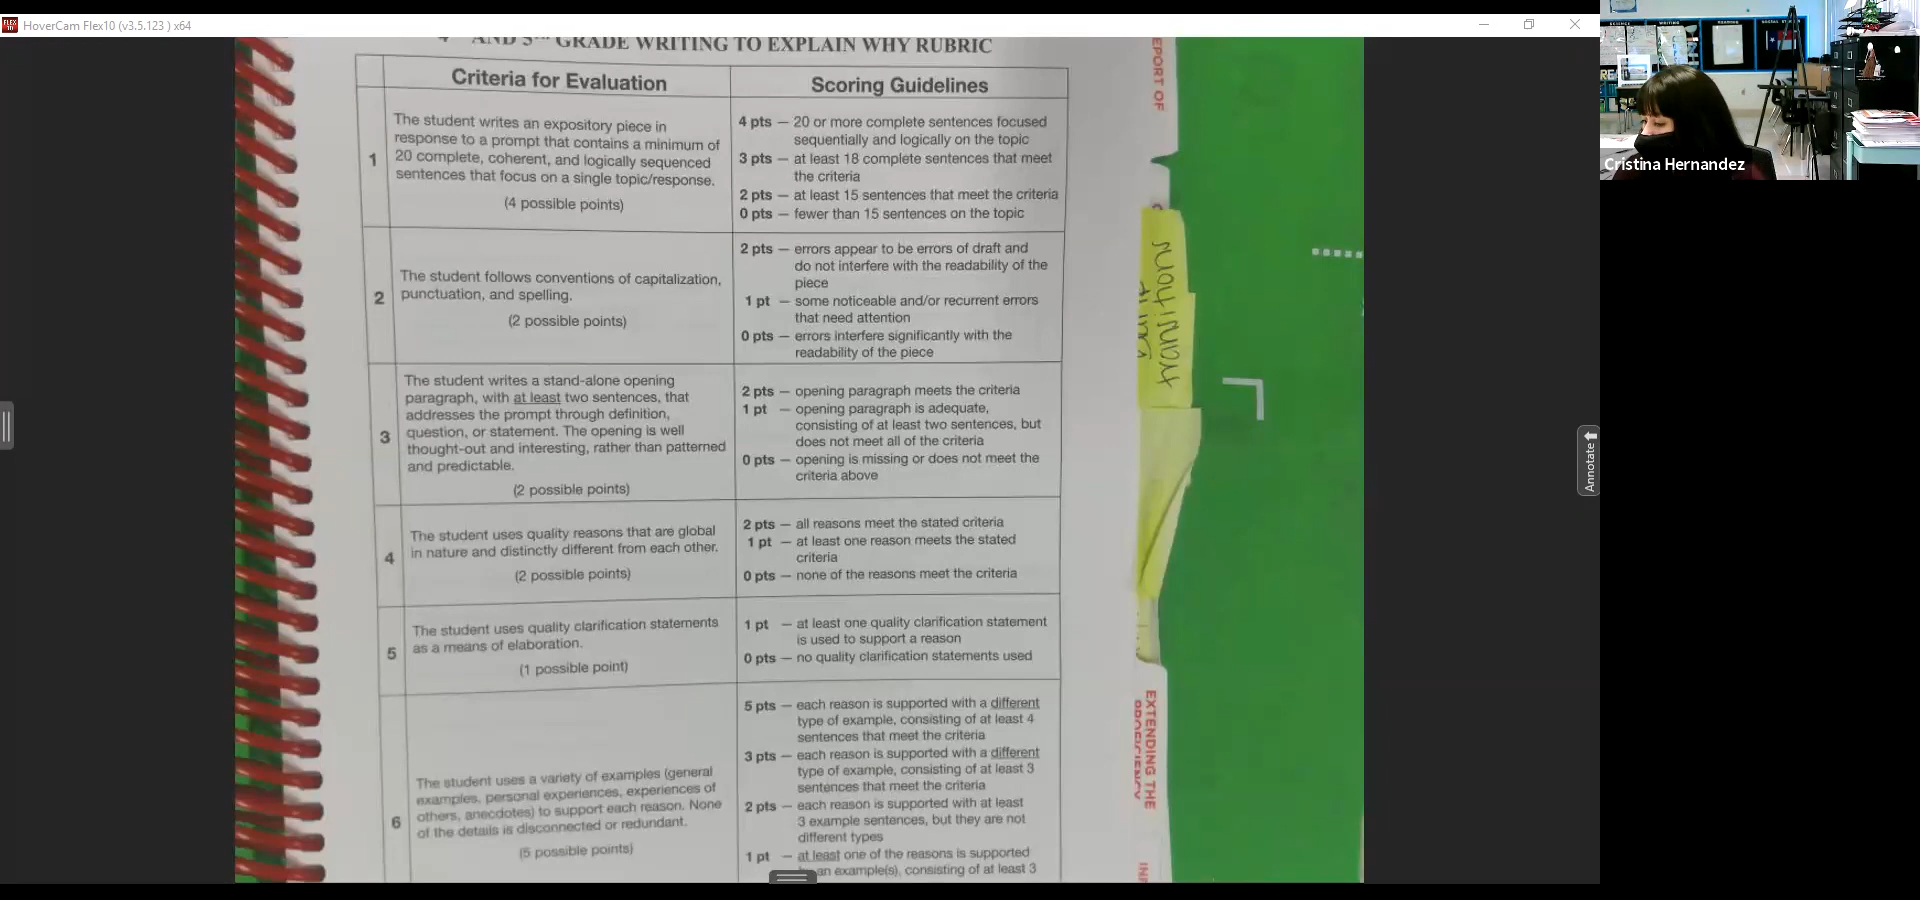 HoverCam Flex10 (v3.5.123 ) x64
AND 5TH GRADE WRITING TO EXPLAIN WHY RUBRIC
Criteria for Evaluation
Scoring Guidelines
1
The student writes an expository piece in
response to a prompt that contains a minimum of
20 complete, coherent, and logically sequenced
sentences that focus on a single topic/response.
(4 possible points)
4 pts — 20 or more complete sentences focused
sequentially and logically on the topic
3 pts — at least 18 complete sentences that meet
the criteria
2 pts — at least 15 sentences that meet the criteria
0 pts — fewer than 15 sentences on the topic
2
The student follows conventions of capitalization,
punctuation, and spelling.
(2 possible points)
2 pts — errors appear to be errors of draft and
do not interfere with the readability of the
piece
1 pt — some noticeable and/or recurrent errors
that need attention
0 pts — errors interfere significantly with the
readability of the piece
3
The student writes a stand-alone opening
paragraph, with at least two sentences, that
addresses the prompt through definition,
question, or statement. The opening is well
thought-out and interesting, rather than patterned
and predictable.
(2 possible points)
2 pts — opening paragraph meets the criteria
1 pt — opening paragraph is adequate,
consisting of at least two sentences, but
does not meet all of the criteria
0 pts — opening is missing or does not meet the
criteria above
4
The student uses quality reasons that are global
in nature and distinctly different from each other.
(2 possible points)
2 pts — all reasons meet the stated criteria
1 pt — at least one reason meets the stated
criteria
0 pts — none of the reasons meet the criteria
5
The student uses quality clarification statements
as a means of elaboration.
(1 possible point)
1 pt — at least one quality clarification statement
is used to support a reason
0 pts — no quality clarification statements used
6
The student uses a variety of examples (general
examples, personal experiences, experiences of
others, anecdotes) to support each reason. None
of the details is disconnected or redundant.
(5 possible points)
5 pts — each reason is supported with a different
type of example, consisting of at least 4
sentences that meet the criteria
3 pts — each reason is supported with a different
type of example, consisting of at least 3
sentences that meet the criteria
2 pts — each reason is supported with at least
3 example sentences, but they are not
different types
1 pt — at least one of the reasons is supported
an example(s), consisting of at least 3
EPORT OF
transitions
EXTENDING THE
PROFICIENCY
Annotate
Cristina Hernandez